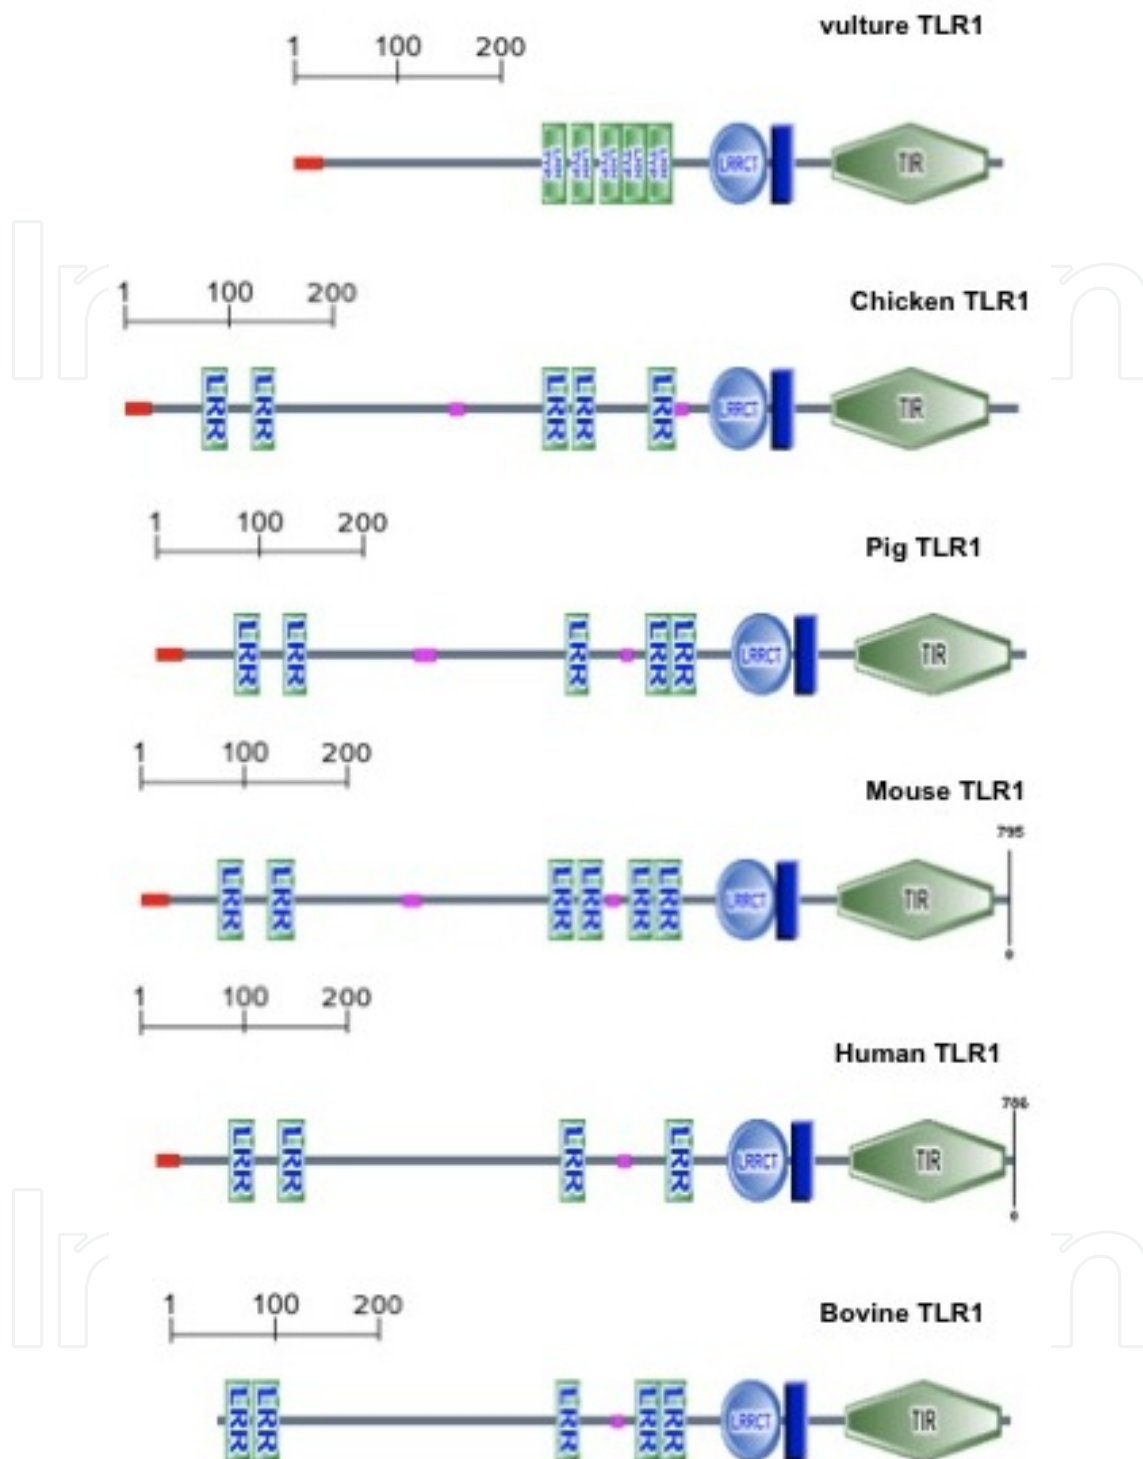 vulture TLR1
1 100 200
LRRCT TIR
Chicken TLR1
1 100 200
LRR LRR LRR LRR LRR LRRCT TIR
Pig TLR1
1 100 200
LRR LRR LRR LRR LRR LRRCT TIR
1 100 200
Mouse TLR1
795
LRR LRR LRR LRR LRR LRR LRRCT TIR
0
1 100 200
Human TLR1
786
LRR LRR LRR LRR LRRCT TIR
0
1 100 200
Bovine TLR1
LRR LRR LRR LRR LRR LRRCT TIR